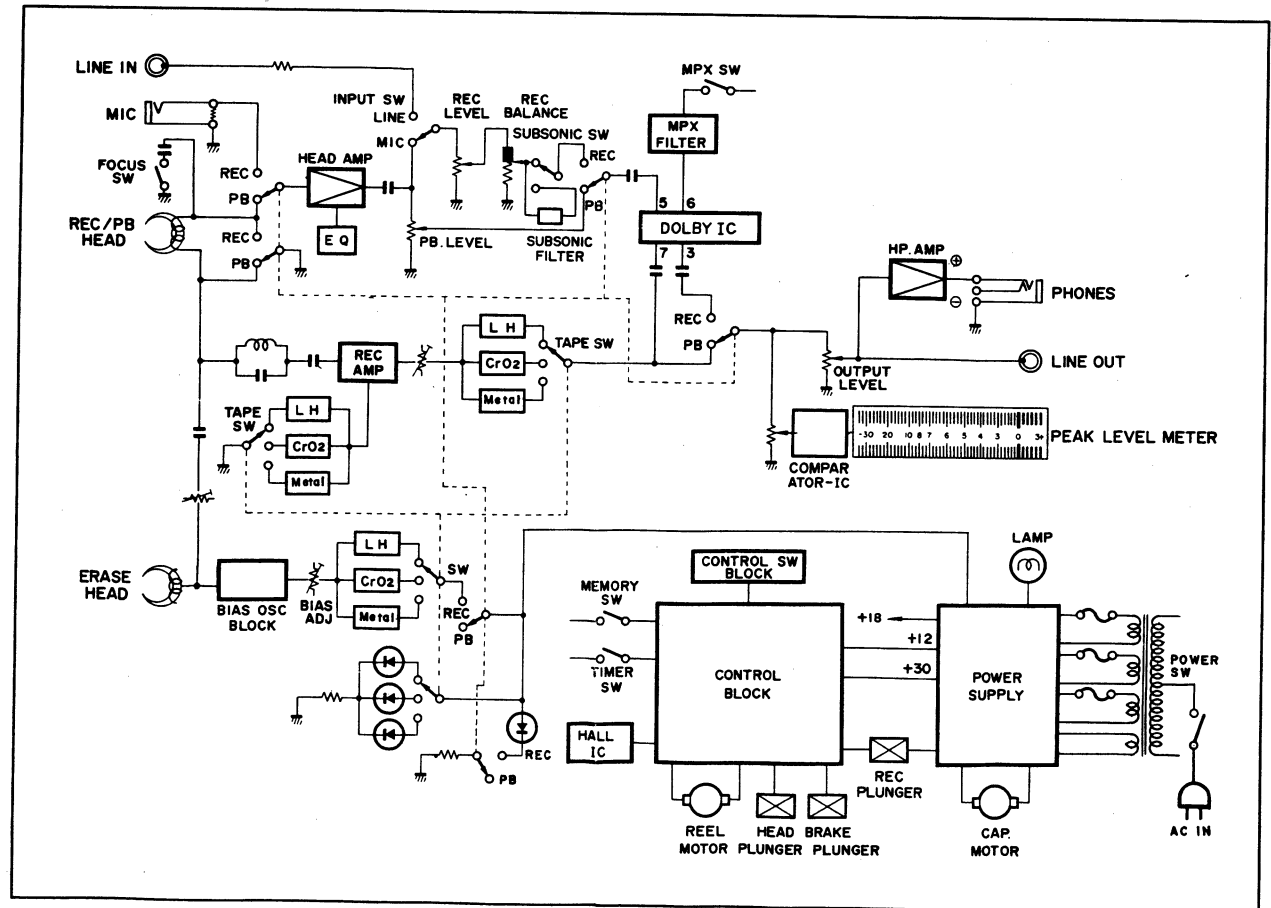 LINE IN
MPX SW
MIC
INPUT SW
LINE
REC
LEVEL
REC
BALANCE
SUBSONIC SW
MPX
FILTER
MIC
REC
FOCUS
SW
HEAD AMP
REC
PB
PB
5
6
REC/PB
HEAD
REC
EQ
PB. LEVEL
SUBSONIC
FILTER
DOLBY IC
PB
7
3
HP. AMP
⊕
⊖
PHONES
REC
PB
LH
TAPE SW
REC
AMP
CrO2
Metal
OUTPUT
LEVEL
LINE OUT
TAPE
SW
LH
CrO2
Metal
-30 20 10 8 7 6 5 4 3 0 3+
PEAK LEVEL METER
COMPAR
ATOR-IC
LH
SW
CrO2
Metal
REC
PB
ERASE
HEAD
BIAS OSC
BLOCK
BIAS
ADJ
CONTROL SW
BLOCK
LAMP
MEMORY
SW
+18
+12
+30
TIMER
SW
CONTROL
BLOCK
POWER
SUPPLY
POWER
SW
HALL
IC
REC
PB
REC
PLUNGER
REEL
MOTOR
HEAD
PLUNGER
BRAKE
PLUNGER
CAP.
MOTOR
AC IN